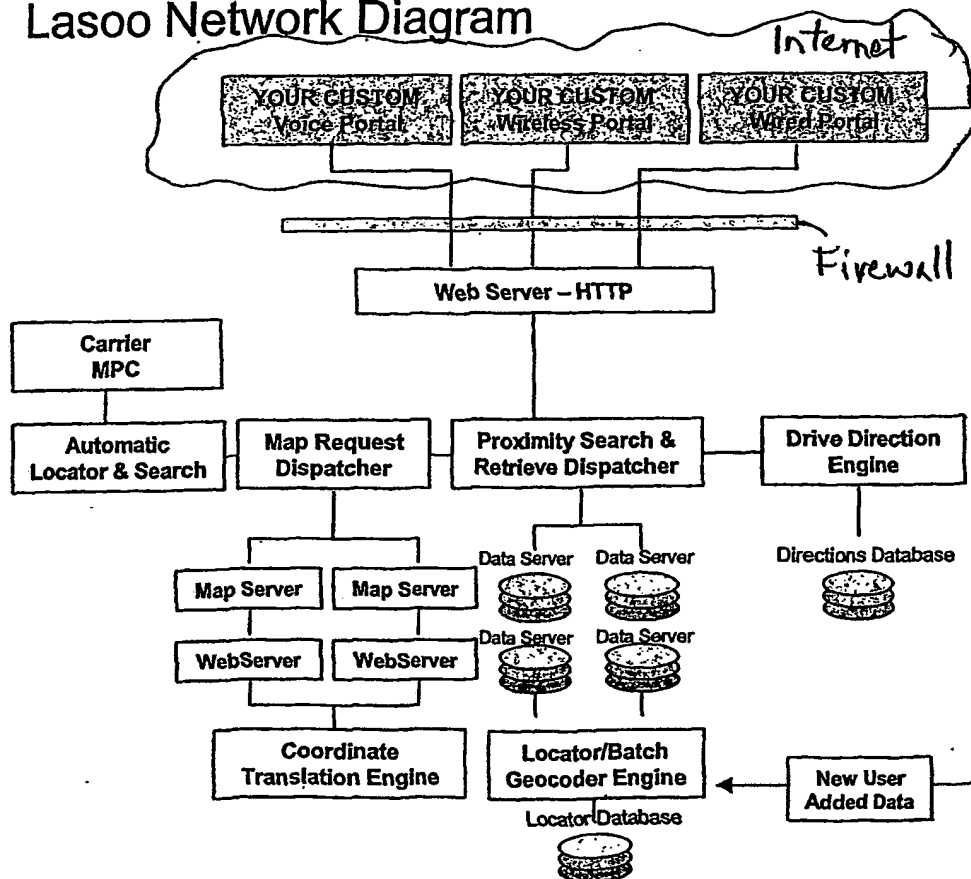 Lasoo Network Diagram
Internet
YOUR CUSTOM
Voice Portal
YOUR CUSTOM
Wireless Portal
YOUR CUSTOM
Wired Portal
Firewall
Web Server – HTTP
Carrier
MPC
Automatic
Locator & Search
Map Request
Dispatcher
Proximity Search &
Retrieve Dispatcher
Drive Direction
Engine
Data Server
Data Server
Directions Database
Map Server
Map Server
Data Server
Data Server
WebServer
WebServer
Coordinate
Translation Engine
Locator/Batch
Geocoder Engine
New User
Added Data
Locator Database